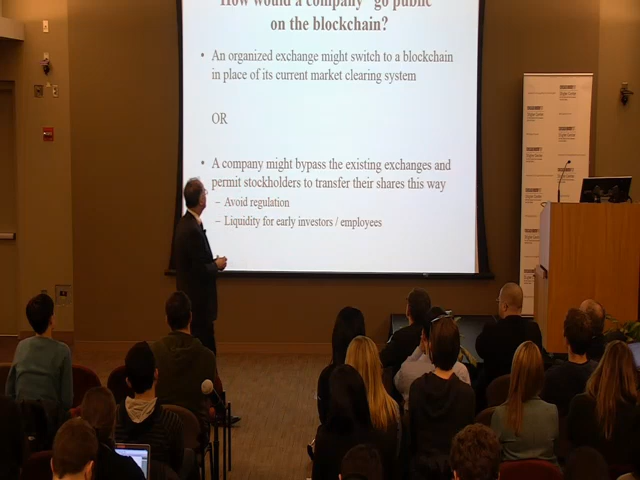 How would a company "go public"
on the blockchain?
• An organized exchange might switch to a blockchain
in place of its current market clearing system
OR
• A company might bypass the existing exchanges and
permit stockholders to transfer their shares this way
– Avoid regulation
– Liquidity for early investors / employees